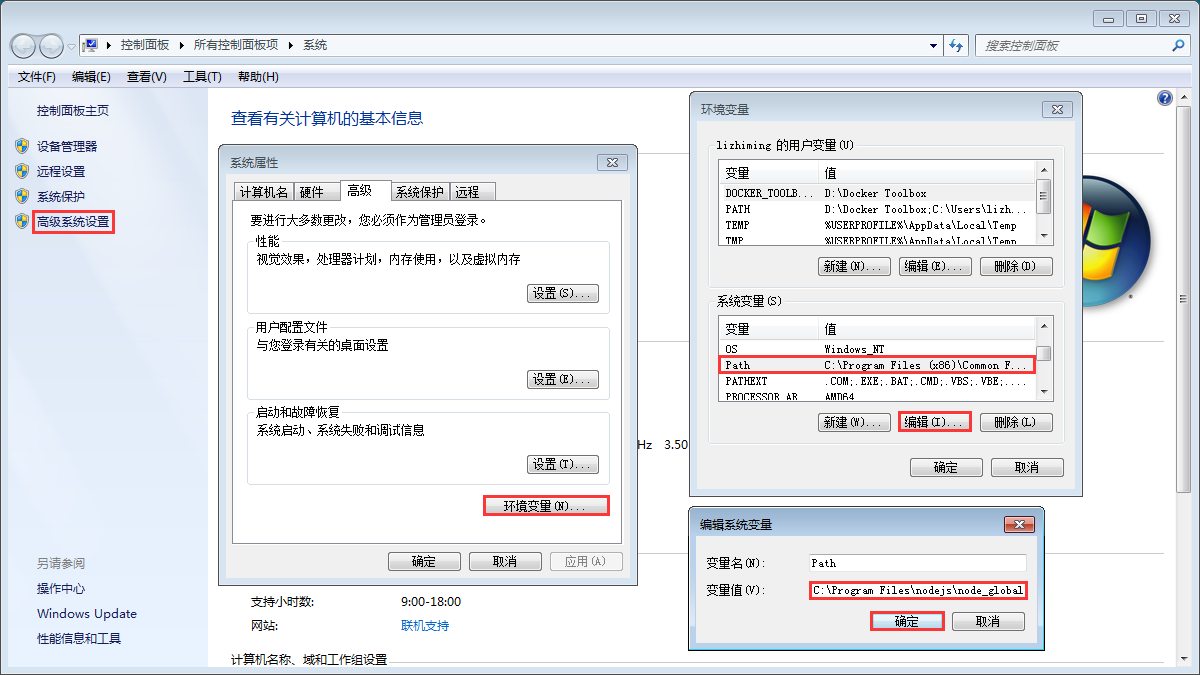 控制面板 ▸ 所有控制面板项 ▸ 系统
搜索控制面板
文件(F) 编辑(E) 查看(V) 工具(T) 帮助(H)
控制面板主页
设备管理器
远程设置
系统保护
高级系统设置
另请参阅
操作中心
Windows Update
性能信息和工具
查看有关计算机的基本信息
系统属性
计算机名 硬件 高级 系统保护 远程
要进行大多数更改，您必须作为管理员登录。
性能
视觉效果，处理器计划，内存使用，以及虚拟内存
设置(S)...
用户配置文件
与您登录有关的桌面设置
设置(E)...
启动和故障恢复
系统启动、系统失败和调试信息
设置(T)...
环境变量(N)...
确定 取消 应用(A)
Hz 3.50
支持小时数: 9:00-18:00
网站: 联机支持
计算机名称、域和工作组设置
环境变量
lizhiming 的用户变量(U)
变量 值
DOCKER_TOOLB... D:\Docker Toolbox
PATH D:\Docker Toolbox;C:\Users\lizh...
TEMP %USERPROFILE%\AppData\Local\Temp
TMP %USERPROFILE%\AppData\Local\Temp
新建(N)... 编辑(E)... 删除(D)
系统变量(S)
变量 值
OS Windows_NT
Path C:\Program Files (x86)\Common F...
PATHEXT .COM;.EXE;.BAT;.CMD;.VBS;.VBE;....
PROCESSOR_AR AMD64
新建(W)... 编辑(I)... 删除(L)
确定 取消
编辑系统变量
变量名(N): Path
变量值(V): C:\Program Files\nodejs\node_global
确定 取消